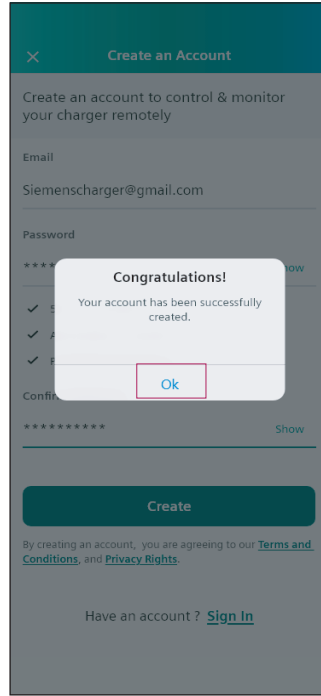 Create an Account
Create an account to control & monitor
your charger remotely
Email
Siemenscharger@gmail.com
Password
****
Congratulations!
Your account has been successfully
created.
Ok
**********
Show
Create
By creating an account, you are agreeing to our Terms and
Conditions, and Privacy Rights.
Have an account ? Sign In